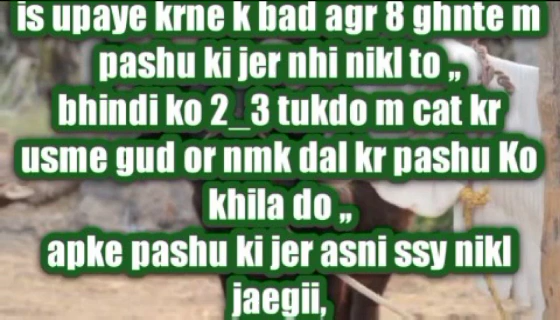 is upaye krne k bad agr 8 ghnte m
pashu ki jer nhi nikl to ,,
bhindi ko 2_3 tukdo m cat kr
usme gud or nmk dal kr pashu Ko
khila do ,,
apke pashu ki jer asni ssy nikl
jaegii,